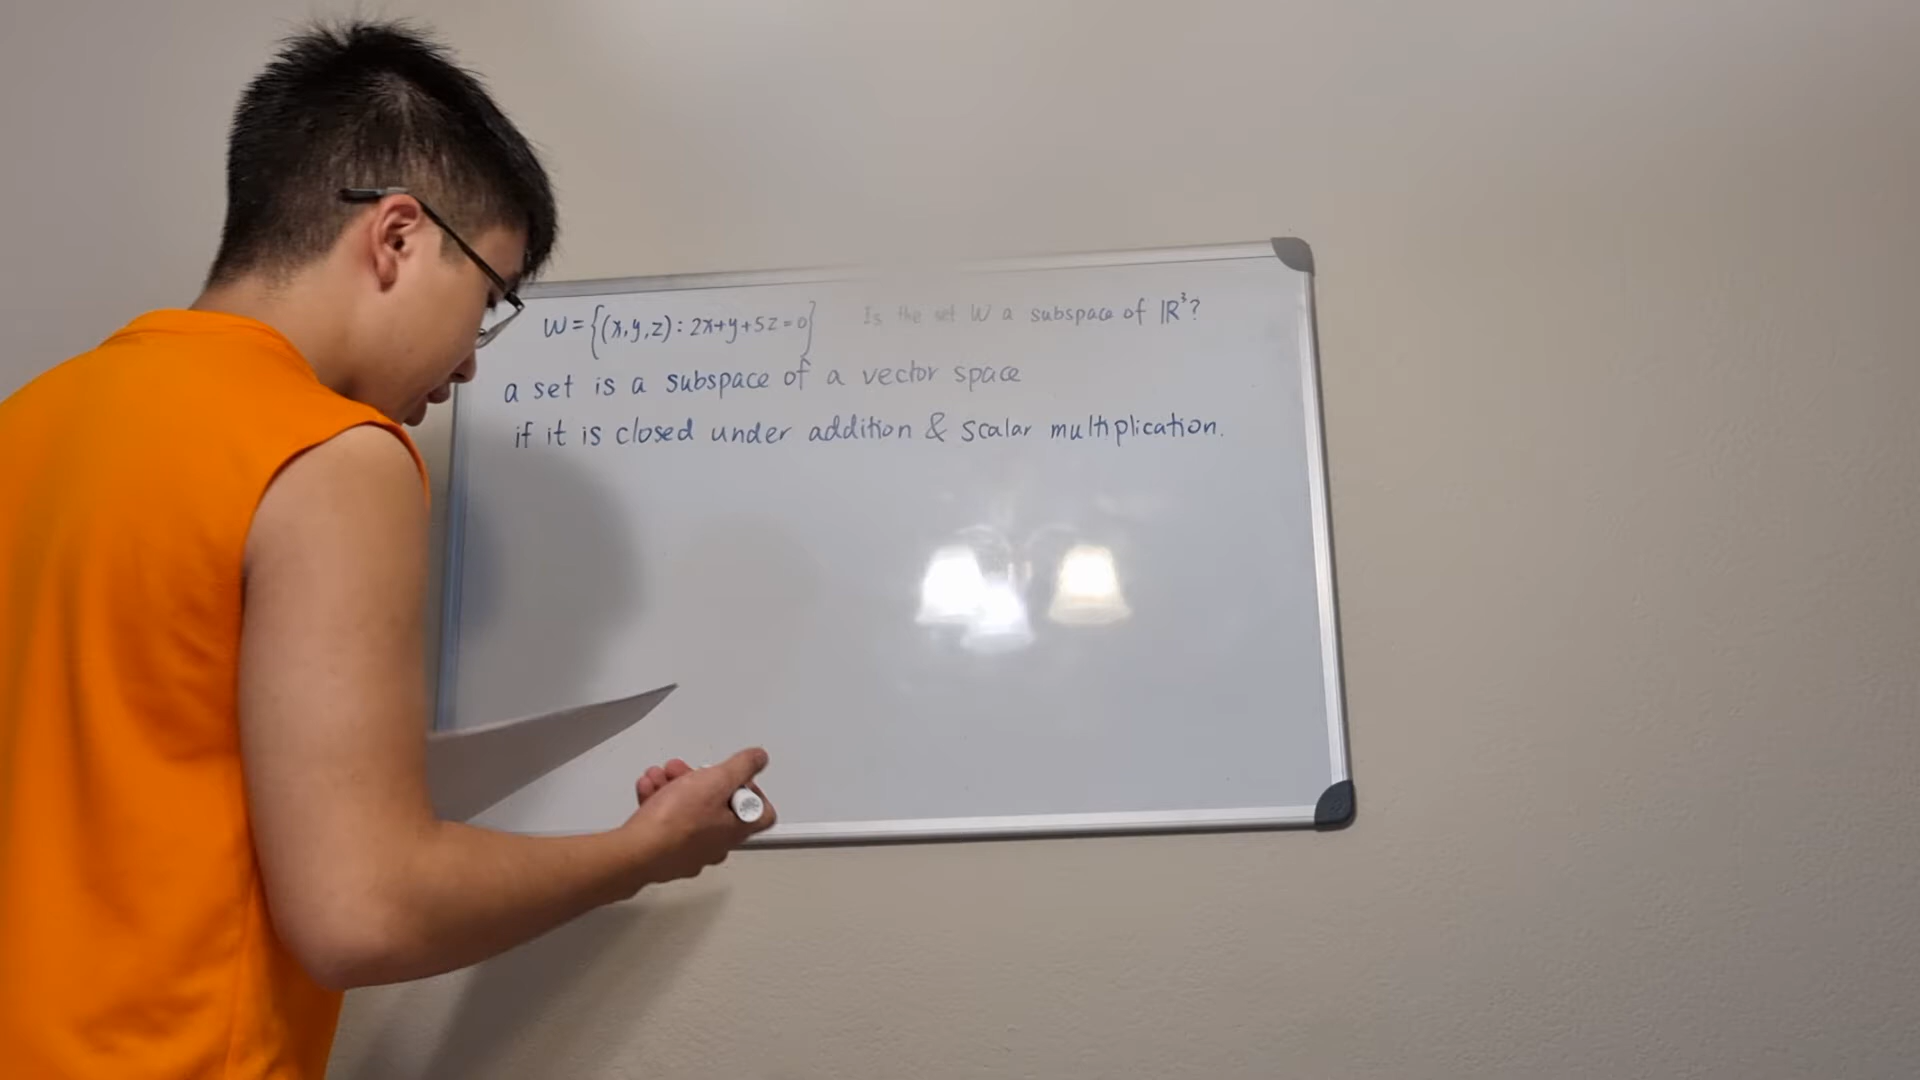 W = {(x,y,z): 2x+y+5z=0} Is the set W a subspace of ℝ³?
a set is a subspace of a vector space
if it is closed under addition & scalar multiplication.